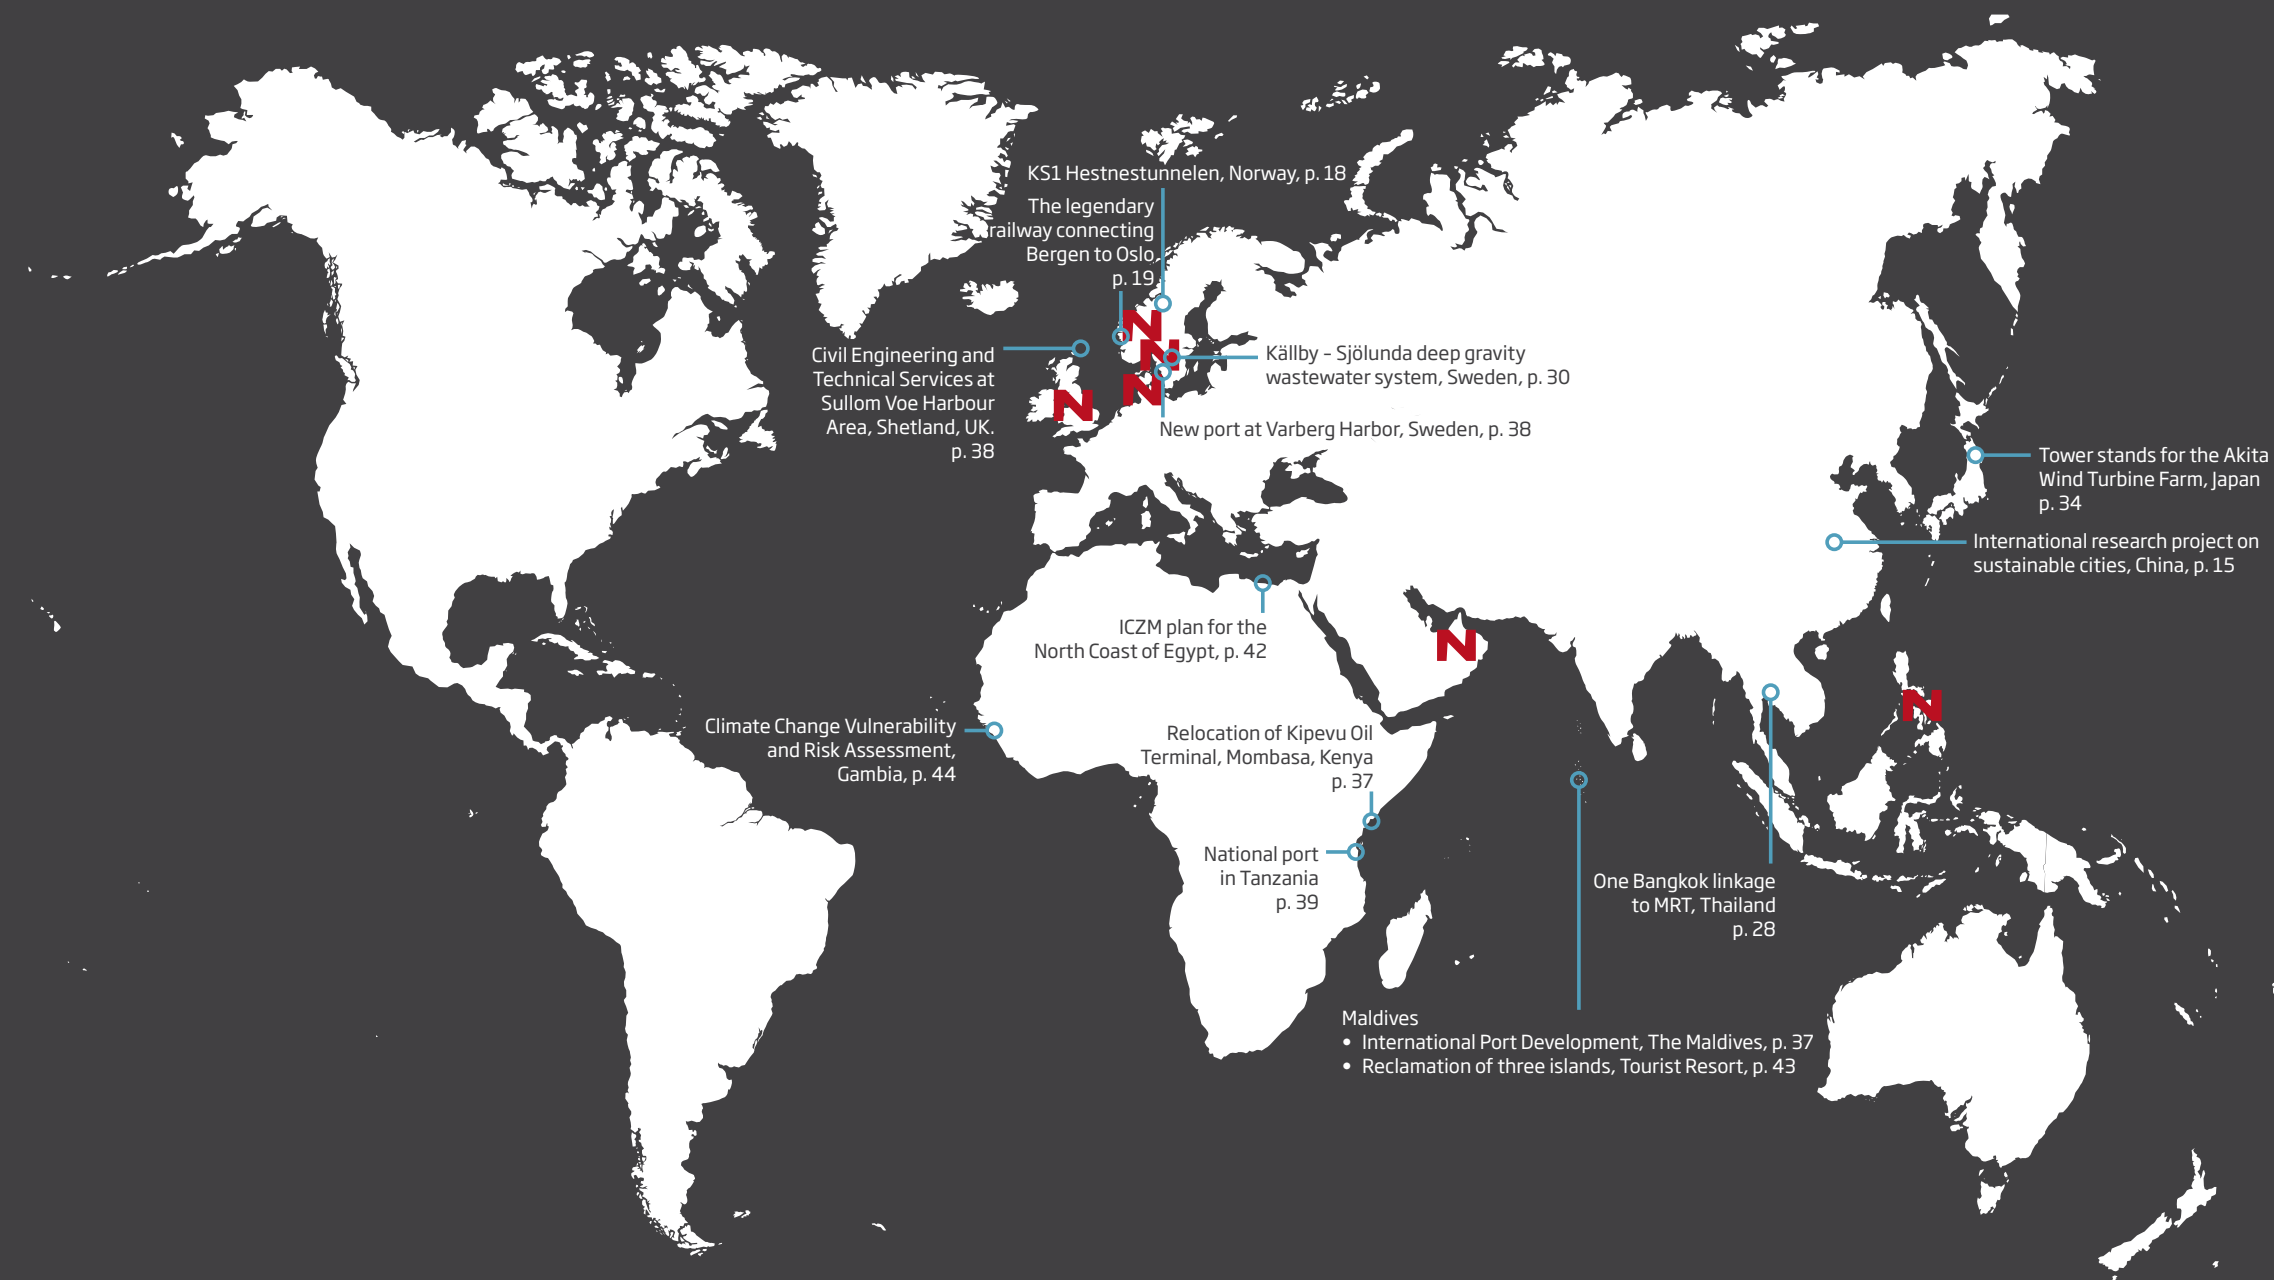 KS1 Hestnestunnelen, Norway, p. 18
The legendary
railway connecting
Bergen to Oslo,
p. 19
Civil Engineering and
Technical Services at
Sullom Voe Harbour
Area, Shetland, UK.
p. 38
Källby – Sjölunda deep gravity
wastewater system, Sweden, p. 30
New port at Varberg Harbor, Sweden, p. 38
Tower stands for the Akita
Wind Turbine Farm, Japan
p. 34
International research project on
sustainable cities, China, p. 15
ICZM plan for the
North Coast of Egypt, p. 42
Climate Change Vulnerability
and Risk Assessment,
Gambia, p. 44
Relocation of Kipevu Oil
Terminal, Mombasa, Kenya
p. 37
National port
in Tanzania
p. 39
One Bangkok linkage
to MRT, Thailand
p. 28
Maldives
• International Port Development, The Maldives, p. 37
• Reclamation of three islands, Tourist Resort, p. 43
N
N
N
N
N
N